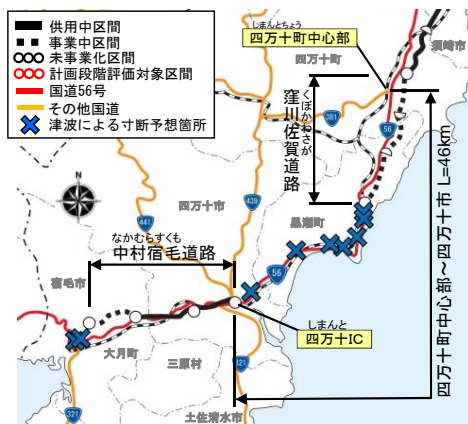 供用中区間
事業中区間
未事業化区間
計画段階評価対象区間
国道56号
その他国道
津波による寸断予想箇所
しまんとちょう
四万十町中心部
四万十町
須崎市
381
56
くぼかわさが
窪川佐賀道路
N
439
四万十市
441
黒潮町
四万十町中心部～四万十市 L=46km
なかむらすくも
中村宿毛道路
56
宿毛市
しまんと
四万十IC
大月町
三原村
321
321
土佐清水市